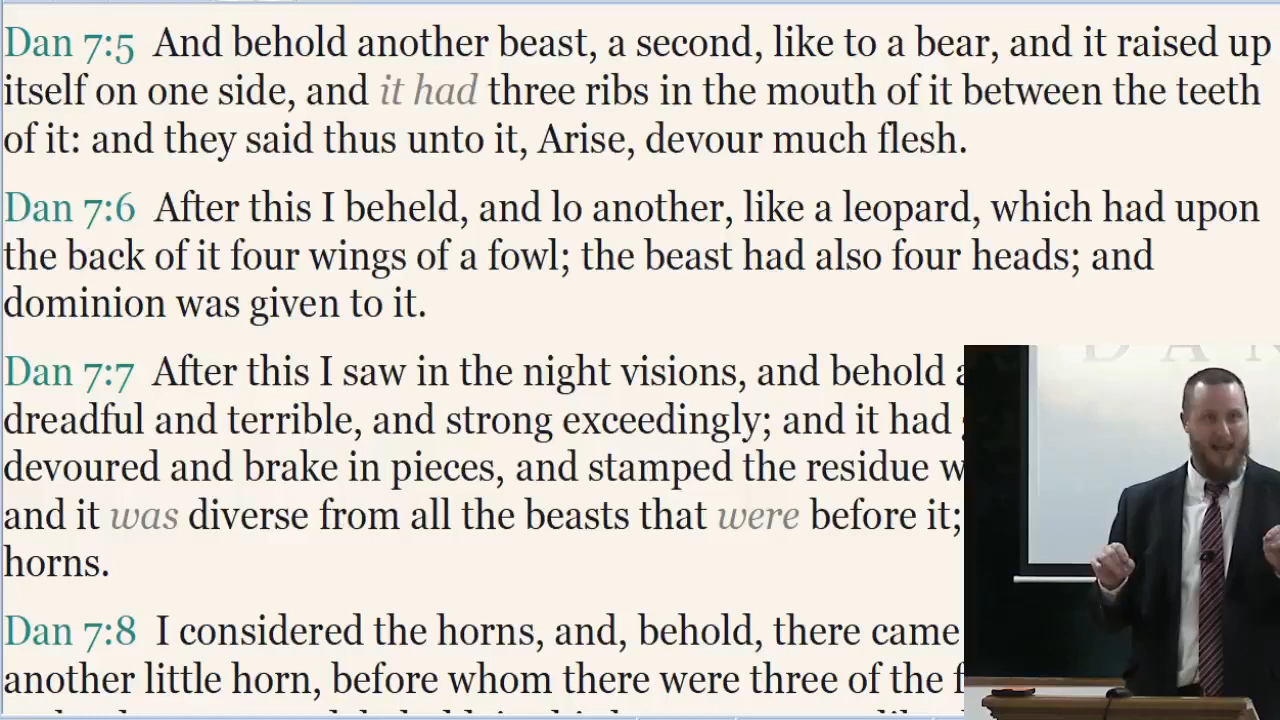 Dan 7:5 And behold another beast, a second, like to a bear, and it raised up
itself on one side, and it had three ribs in the mouth of it between the teeth
of it: and they said thus unto it, Arise, devour much flesh.
Dan 7:6 After this I beheld, and lo another, like a leopard, which had upon
the back of it four wings of a fowl; the beast had also four heads; and
dominion was given to it.
Dan 7:7 After this I saw in the night visions, and behold
dreadful and terrible, and strong exceedingly; and it had
devoured and brake in pieces, and stamped the residue
and it was diverse from all the beasts that were before it;
horns.
Dan 7:8 I considered the horns, and, behold, there came
another little horn, before whom there were three of the
DAN